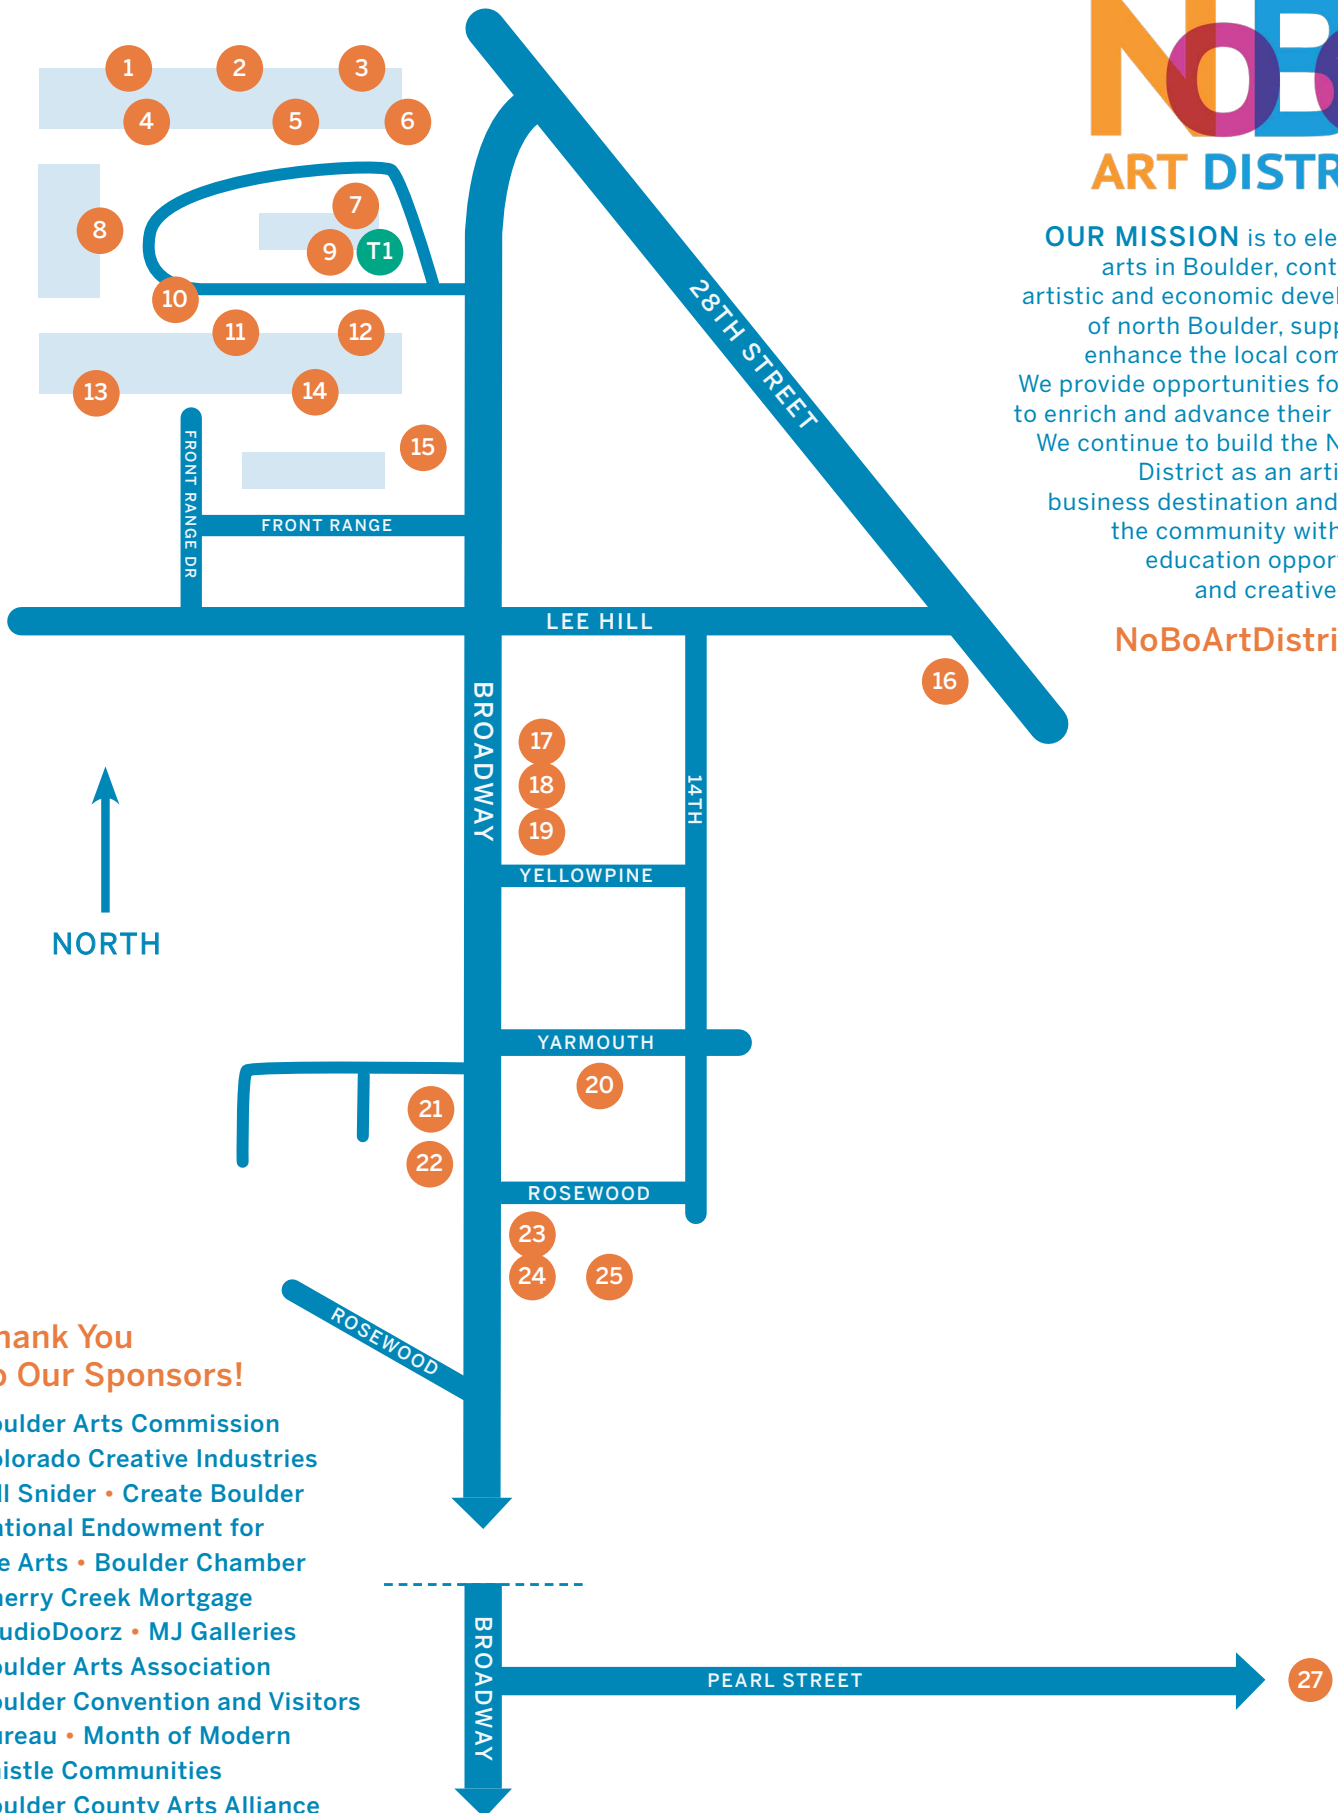 1 2 3
4 5 6
7
8 9 T1
10
11 12
13 14
15
FRONT RANGE DR
FRONT RANGE
28TH STREET
LEE HILL
16
BROADWAY
17
18
19
14TH
YELLOWPINE
NORTH
YARMOUTH
20
21
22
ROSEWOOD
23
24 25
ROSEWOOD
BROADWAY
PEARL STREET
27
NoBo
ART DISTR
OUR MISSION is to ele
arts in Boulder, cont
artistic and economic devel
of north Boulder, supp
enhance the local com
We provide opportunities fo
to enrich and advance their
We continue to build the N
District as an arti
business destination and
the community with
education oppor
and creative
NoBoArtDistri
hank You
o Our Sponsors!
oulder Arts Commission
olorado Creative Industries
ll Snider • Create Boulder
ational Endowment for
e Arts • Boulder Chamber
herry Creek Mortgage
udioDoorz • MJ Galleries
oulder Arts Association
oulder Convention and Visitors
ureau • Month of Modern
histle Communities
oulder County Arts Alliance